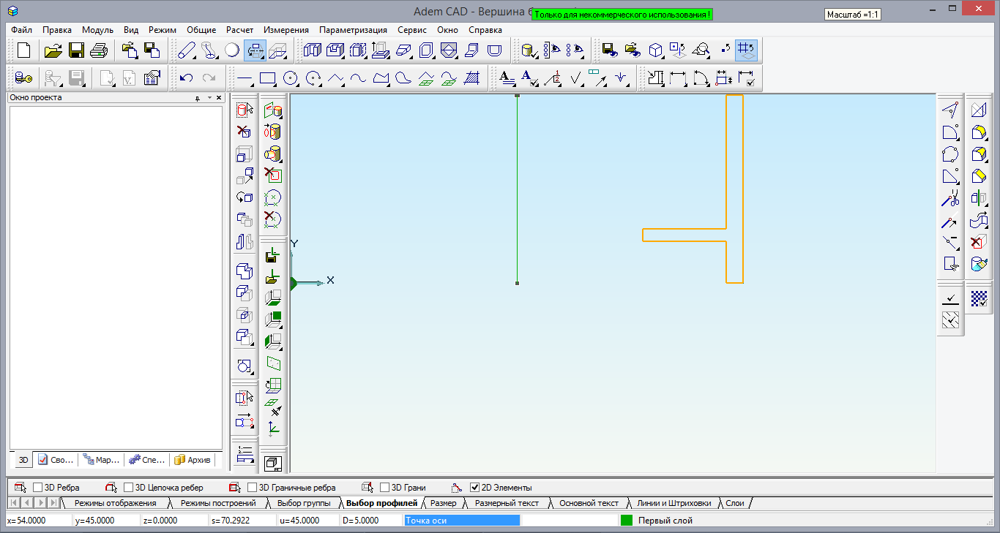 Adem CAD - Вершина б
Только для некоммерческого использования !
Масштаб =1:1
Файл Правка Модуль Вид Режим Общие Расчет Измерения Параметризация Сервис Окно Справка
Окно проекта
Y
X
3D Сво... Мар... Спе... Архив
3D Ребра 3D Цепочка ребер 3D Граничные ребра 3D Грани 2D Элементы
Режимы отображения Режимы построений Выбор группы Выбор профилей Размер Размерный текст Основной текст Линии и Штриховки Слои
x=54.0000 y=45.0000 z=0.0000 s=70.2922 u=45.0000 D=5.0000 Точка оси Первый слой